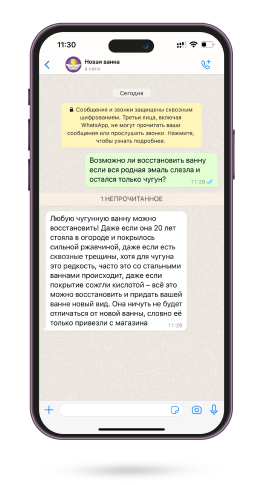 11:30
Новая ванна
в сети
Сегодня
Сообщения и звонки защищены сквозным
шифрованием. Третьи лица, включая
WhatsApp, не могут прочитать ваши
сообщения или прослушать звонки. Нажмите,
чтобы узнать подробнее.
Возможно ли восстановить ванну
если вся родная эмаль слезла и
остался только чугун?
11:29
1 НЕПРОЧИТАННОЕ
Любую чугунную ванну можно
восстановить! Даже если она 20 лет
стояла в огороде и покрылось
сильной ржавчиной, даже если есть
сквозные трещины, хотя для чугуна
это редкость, часто это со стальными
ваннами происходит, даже если
покрытие сожгли кислотой – всё это
можно восстановить и придать вашей
ванне новый вид. Она ничуть не будет
отличаться от новой ванны, словно её
только привезли с магазина
11:29